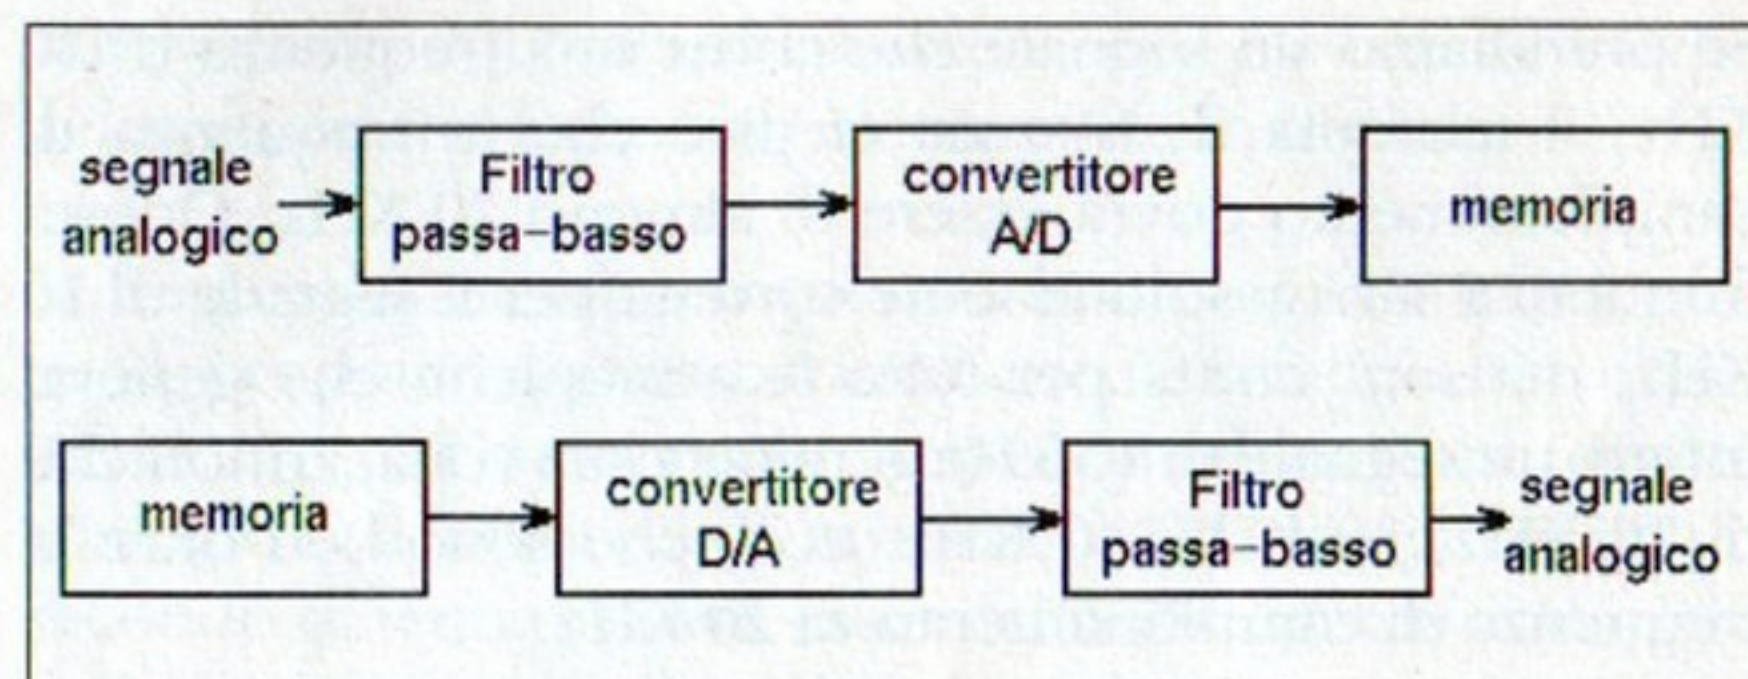 segnale
analogico
Filtro
passa-basso
convertitore
A/D
memoria
memoria
convertitore
D/A
Filtro
passa-basso
segnale
analogico